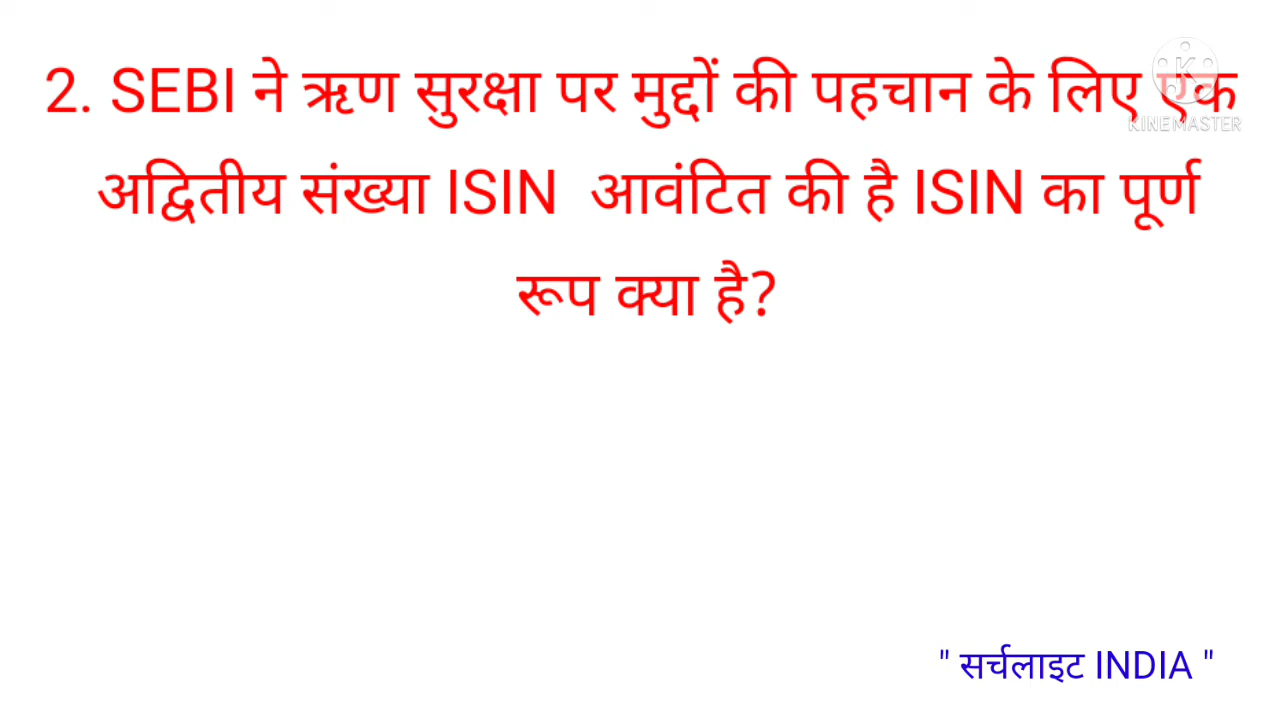 2. SEBI ने ऋण सुरक्षा पर मुद्दों की पहचान के लिए एक
अद्वितीय संख्या ISIN आवंटित की है ISIN का पूर्ण
रूप क्या है?
K
KINEMASTER
" सर्चलाइट INDIA "